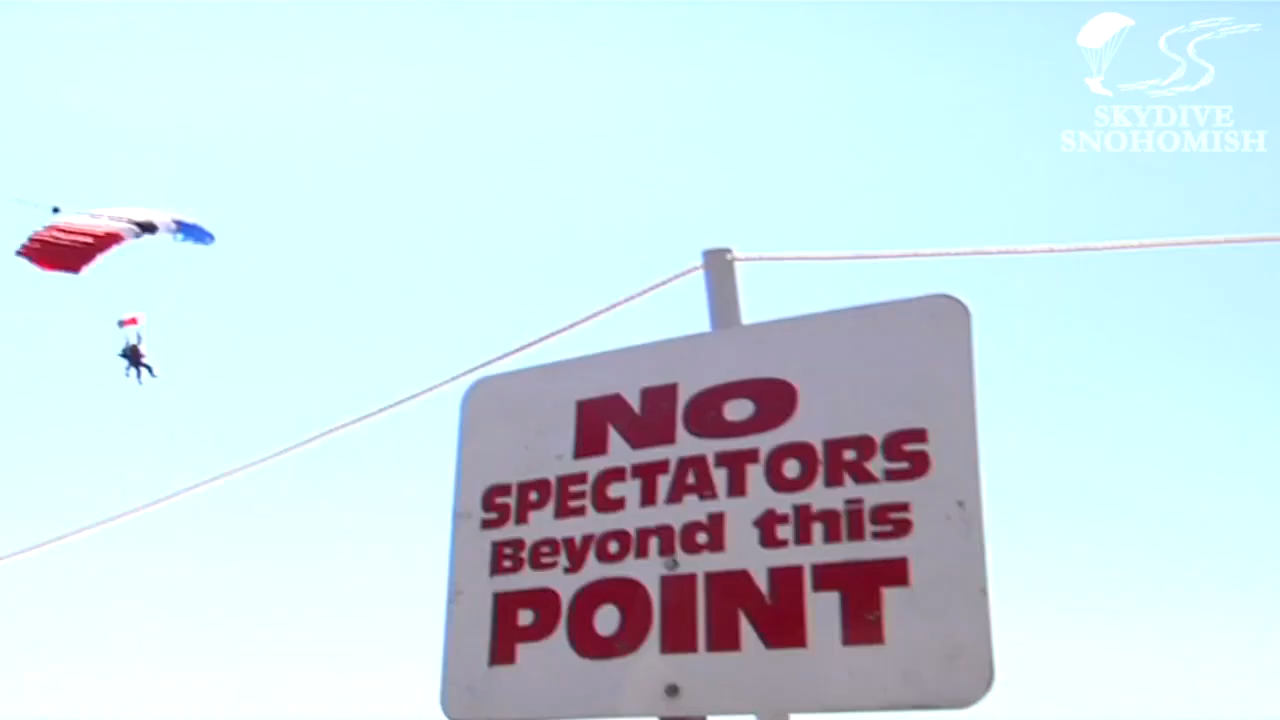 SKYDIVE
SNOHOMISH
NO
SPECTATORS
Beyond this
POINT